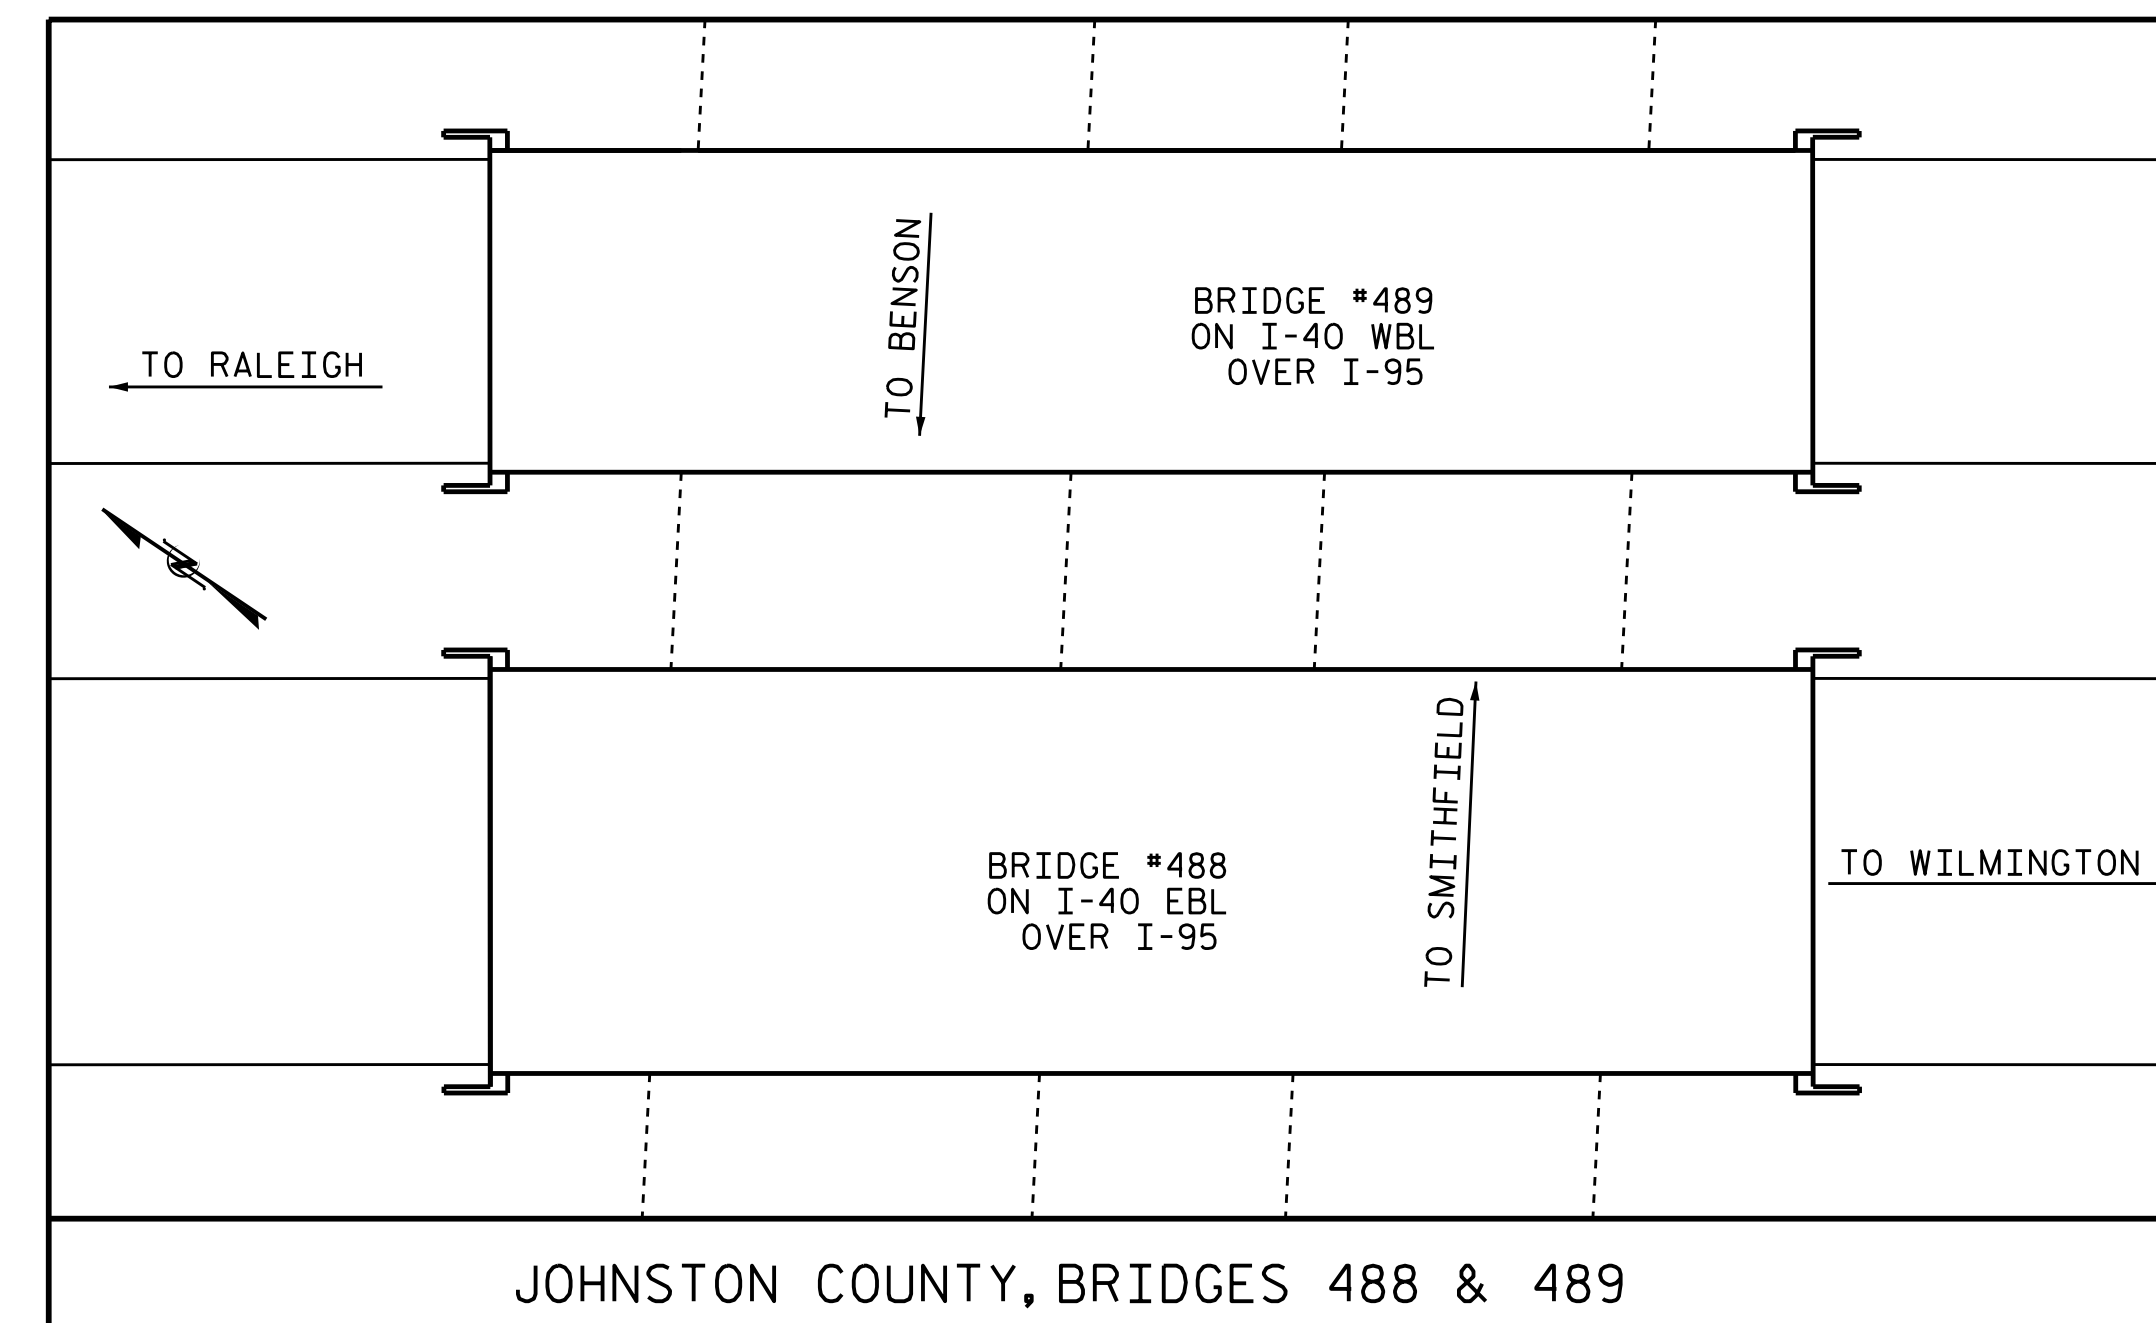 TO BENSON
BRIDGE #489
ON I-40 WBL
OVER I-95
TO RALEIGH
N
TO SMITHFIELD
BRIDGE #488
ON I-40 EBL
OVER I-95
TO WILMINGTON
JOHNSTON COUNTY, BRIDGES 488 & 489